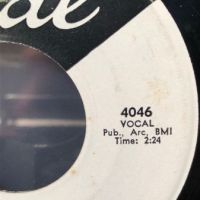 4046
VOCAL
Pub., Arc, BMI
Time: 2:24